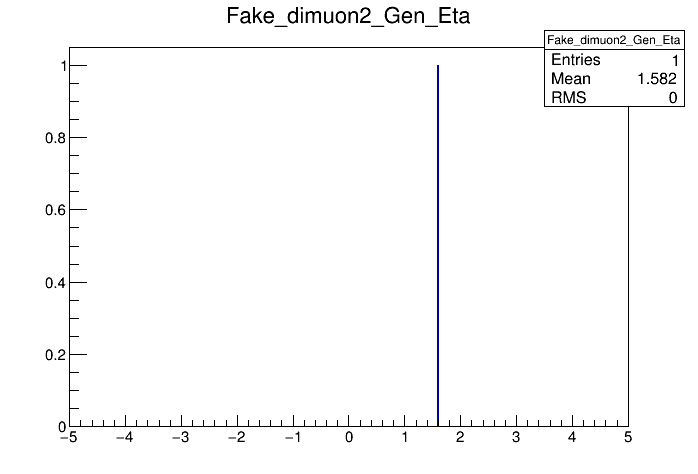 Fake_dimuon2_Gen_Eta
Fake_dimuon2_Gen_Eta
Entries 1
Mean 1.582
RMS 0
1
0.8
0.6
0.4
0.2
0
−5 −4 −3 −2 −1 0 1 2 3 4 5